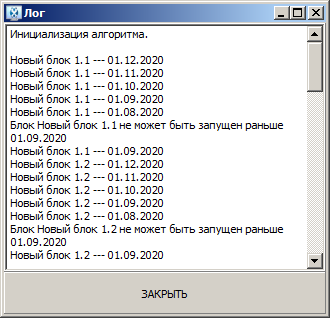 Лог
Инициализация алгоритма.
Новый блок 1.1 --- 01.12.2020
Новый блок 1.1 --- 01.11.2020
Новый блок 1.1 --- 01.10.2020
Новый блок 1.1 --- 01.09.2020
Новый блок 1.1 --- 01.08.2020
Блок Новый блок 1.1 не может быть запущен раньше
01.09.2020
Новый блок 1.1 --- 01.09.2020
Новый блок 1.2 --- 01.12.2020
Новый блок 1.2 --- 01.11.2020
Новый блок 1.2 --- 01.10.2020
Новый блок 1.2 --- 01.09.2020
Новый блок 1.2 --- 01.08.2020
Блок Новый блок 1.2 не может быть запущен раньше
01.09.2020
Новый блок 1.2 --- 01.09.2020
ЗАКРЫТЬ